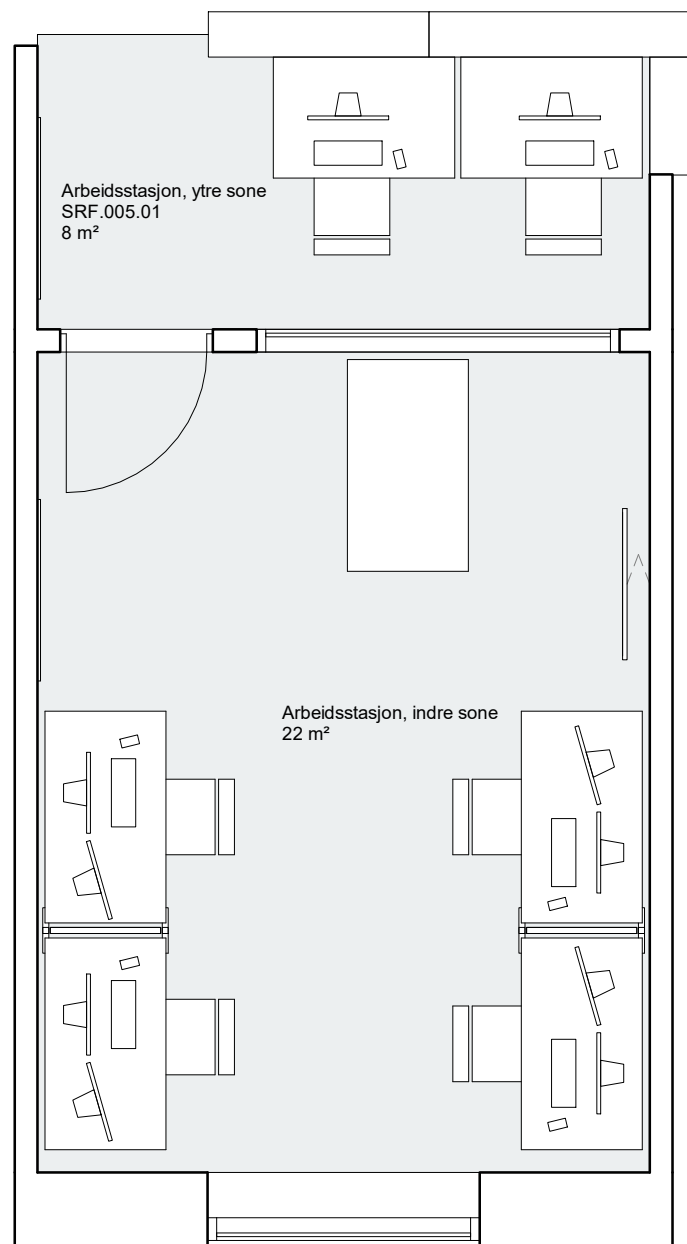 Arbeidsstasjon, ytre sone
SRF.005.01
8 m²
Arbeidsstasjon, indre sone
22 m²